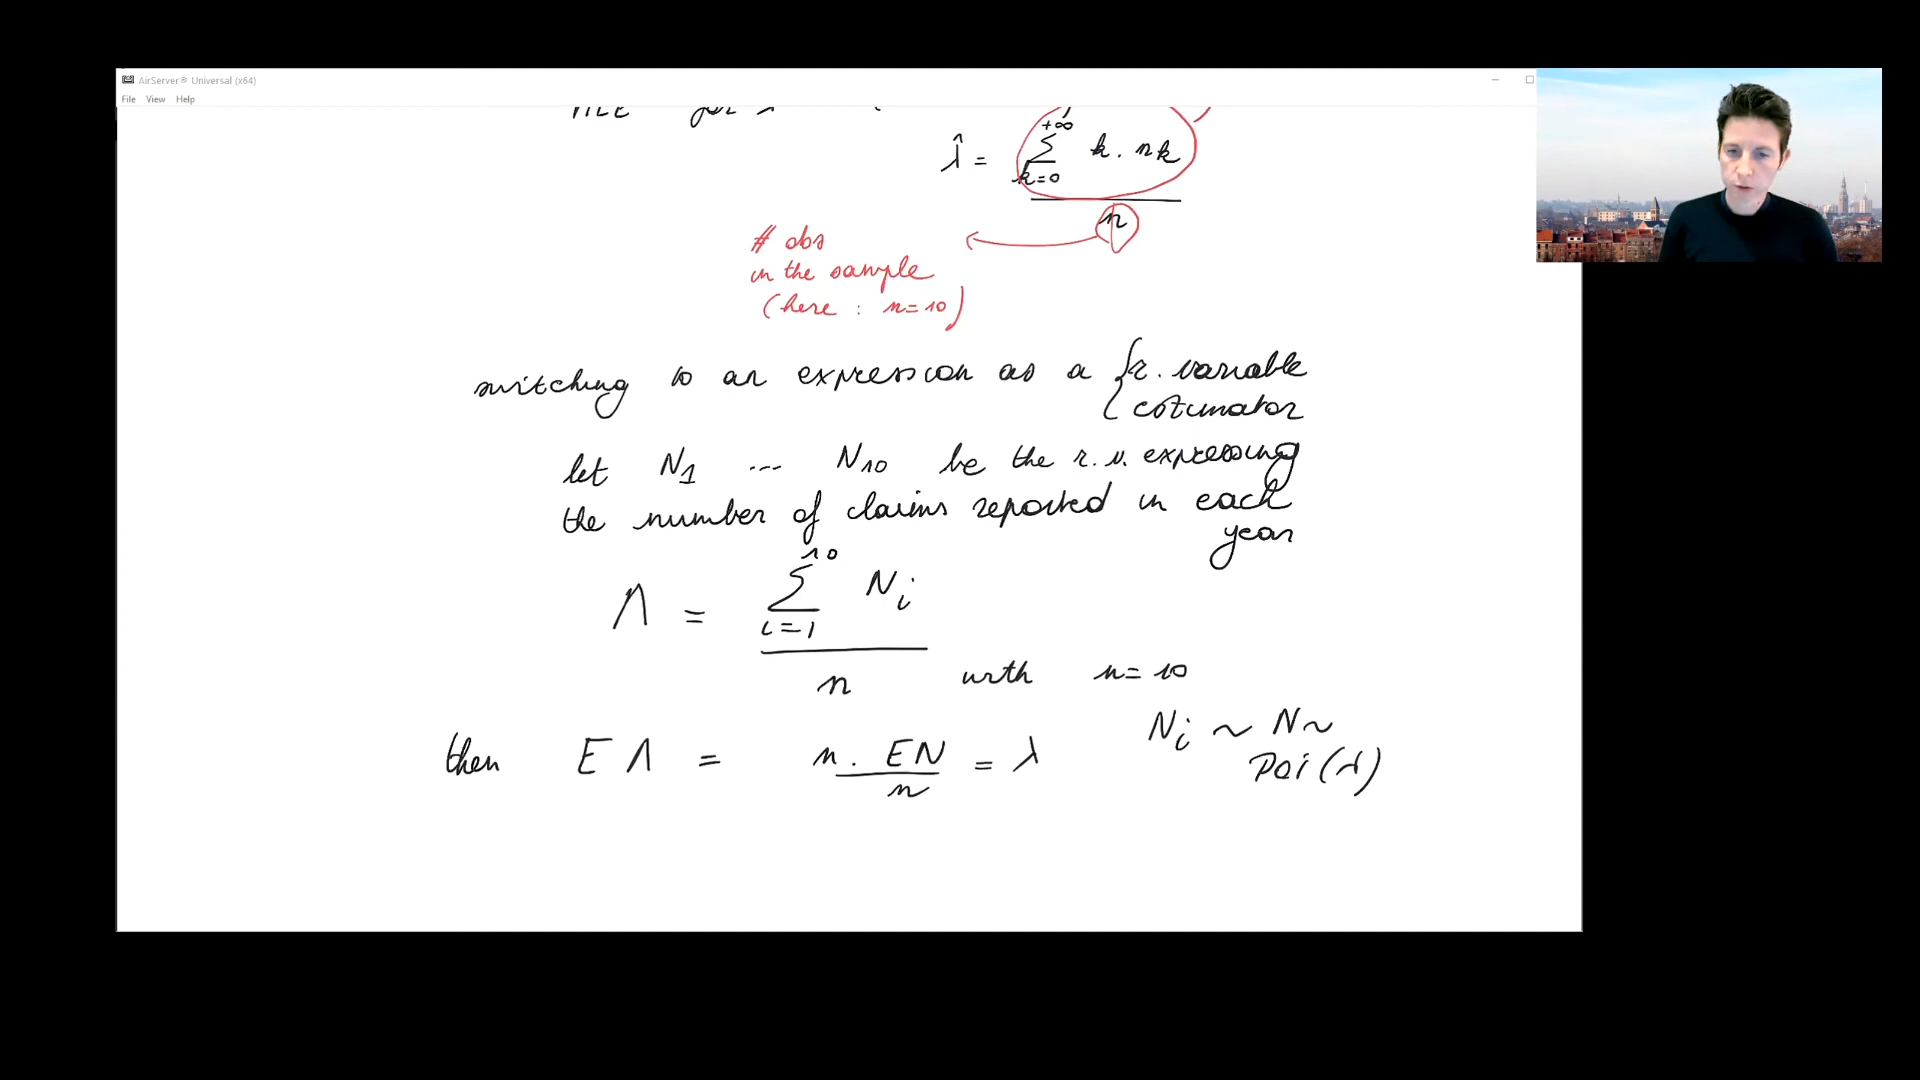 AirServer® Universal (x64)
File View Help
MLE for λ
λ̂ = +∞ Σ k=0 k. nk
n
# obs
in the sample
(here : n=10)
switching to an expression as a { r. variable
estimator
let N1 ... N10 be the r.v. expressing
the number of claims reported in each
year
Λ = 10 Σ i=1 Ni
n with n=10
Ni ~ N ~
Poi(λ)
then E Λ = n. EN / n = λ